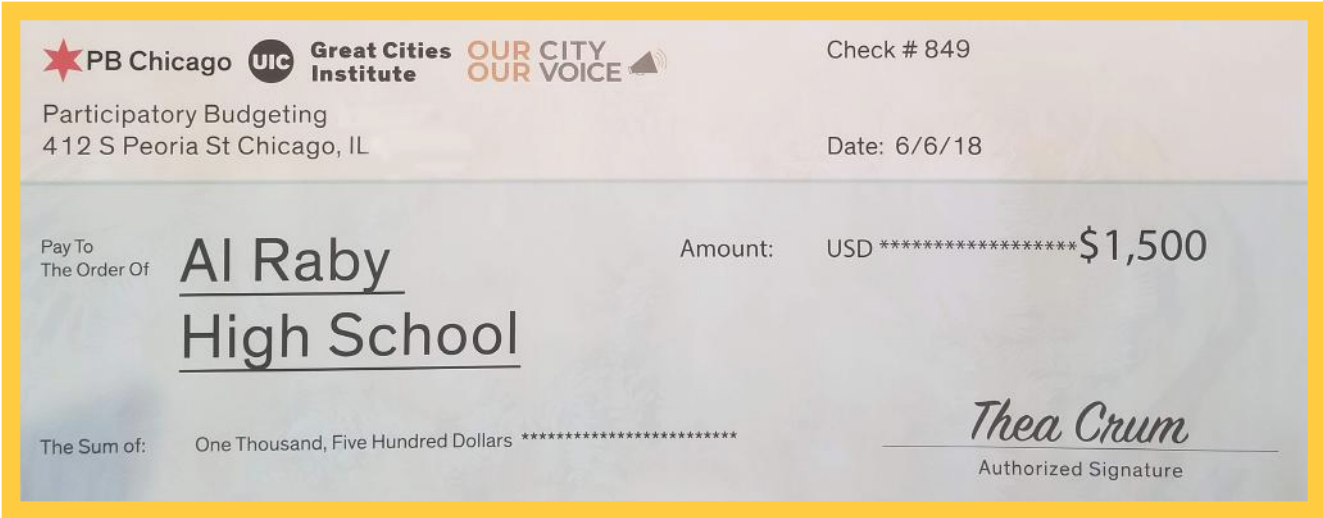 PB Chicago UIC Great Cities Institute OUR CITY OUR VOICE
Check # 849
Participatory Budgeting
412 S Peoria St Chicago, IL
Date: 6/6/18
Pay To
The Order Of
Al Raby
High School
Amount: USD ******************$1,500
The Sum of: One Thousand, Five Hundred Dollars *************************
Thea Crum
Authorized Signature